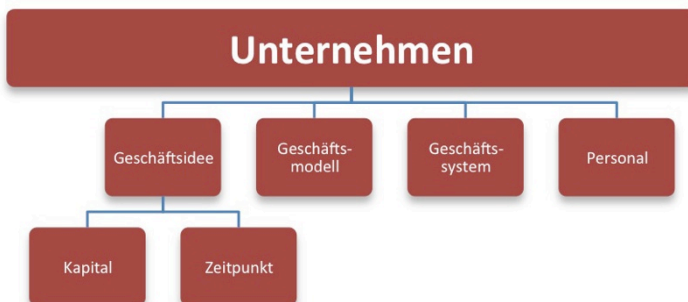 Unternehmen
Geschäftsidee
Geschäfts-
modell
Geschäfts-
system
Personal
Kapital
Zeitpunkt